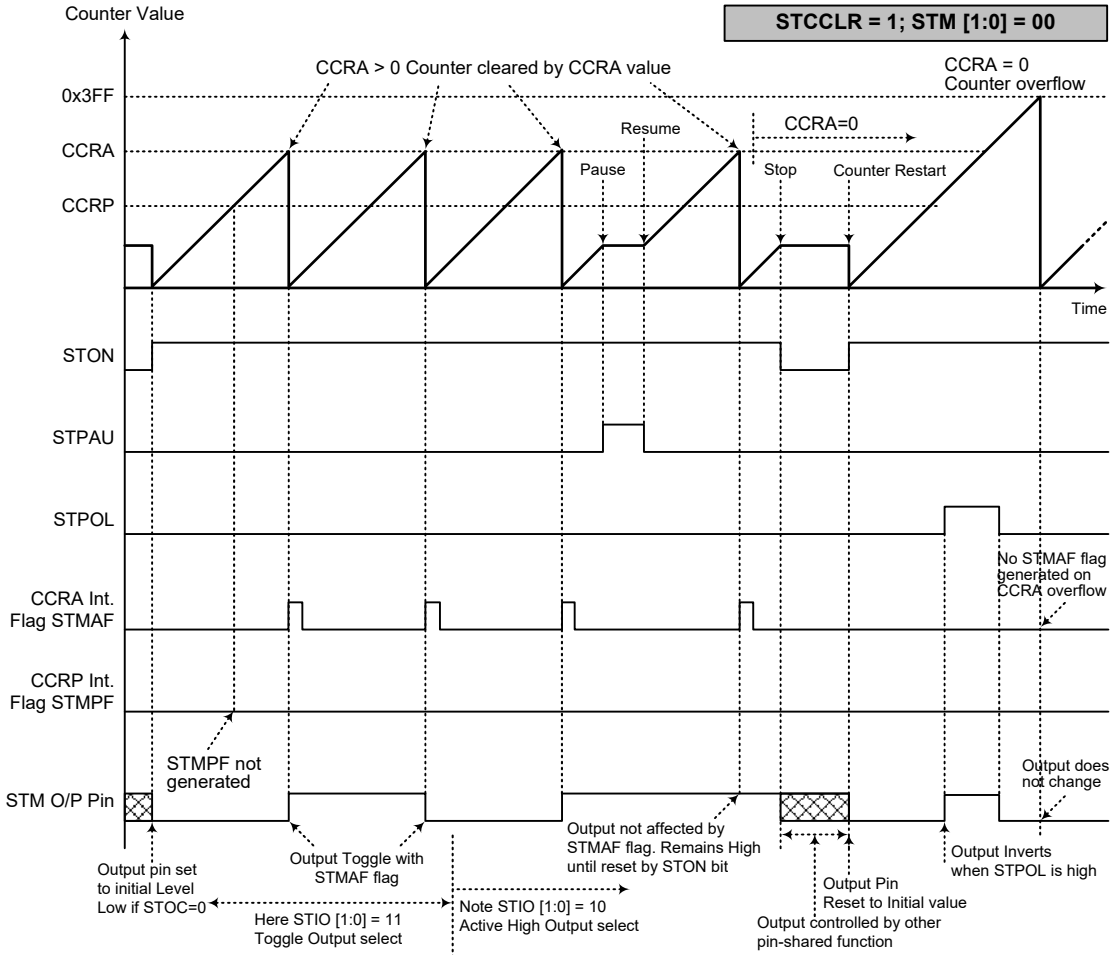 Counter Value
STCCLR = 1; STM [1:0] = 00
CCRA > 0 Counter cleared by CCRA value
CCRA = 0
Counter overflow
0x3FF
CCRA=0
Resume
CCRA
Pause
Stop
Counter Restart
CCRP
Time
STON
STPAU
STPOL
No STMAF flag
generated on
CCRA overflow
CCRA Int.
Flag STMAF
CCRP Int.
Flag STMPF
STMPF not
generated
Output does
not change
STM O/P Pin
Output pin set
to initial Level
Low if STOC=0
Output Toggle with
STMAF flag
Output not affected by
STMAF flag. Remains High
until reset by STON bit
Output Inverts
when STPOL is high
Output Pin
Reset to Initial value
Here STIO [1:0] = 11
Toggle Output select
Note STIO [1:0] = 10
Active High Output select
Output controlled by other
pin-shared function